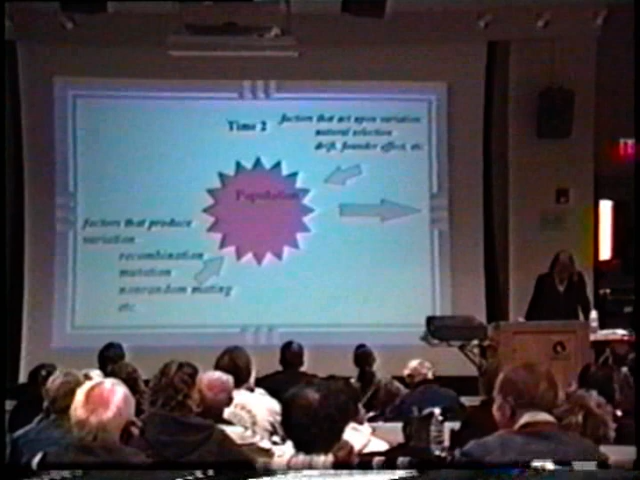 Time 2
factors that act upon variation
natural selection
drift, founder effect, etc
Population
factors that produce
variation
recombination
mutation
nonrandom mating
etc